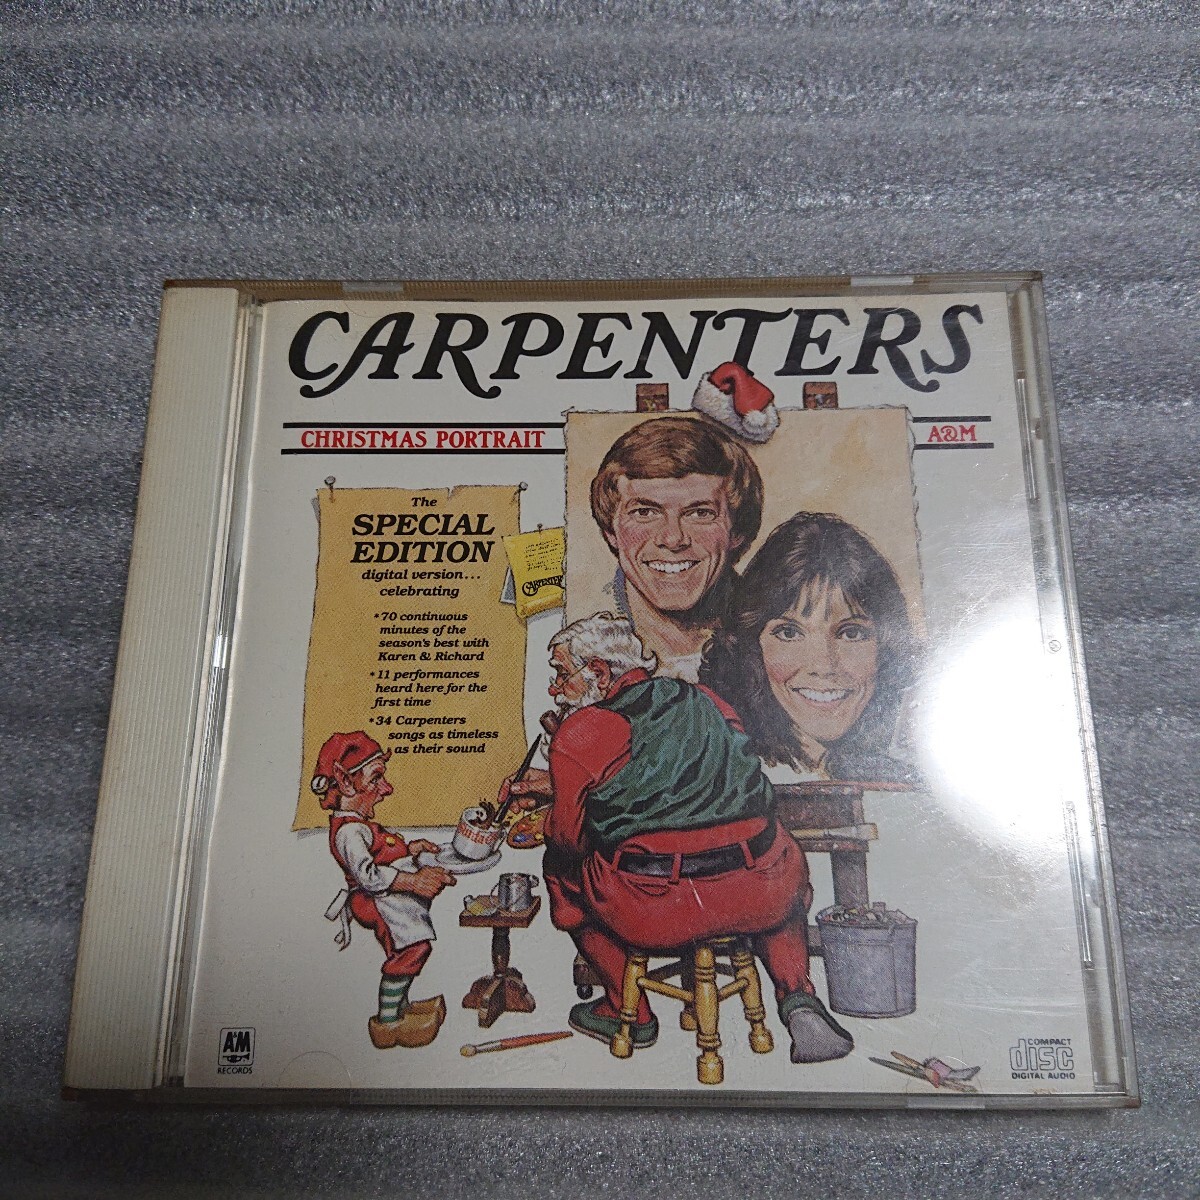 CARPENTERS
CHRISTMAS PORTRAIT
A&M
The
SPECIAL
EDITION
digital version...
celebrating
•70 continuous
minutes of the
season's best with
Karen & Richard
•11 performances
heard here for the
first time
•34 Carpenters
songs as timeless
as their sound
CARPENTERS
A&M
RECORDS
COMPACT
disc
DIGITAL AUDIO